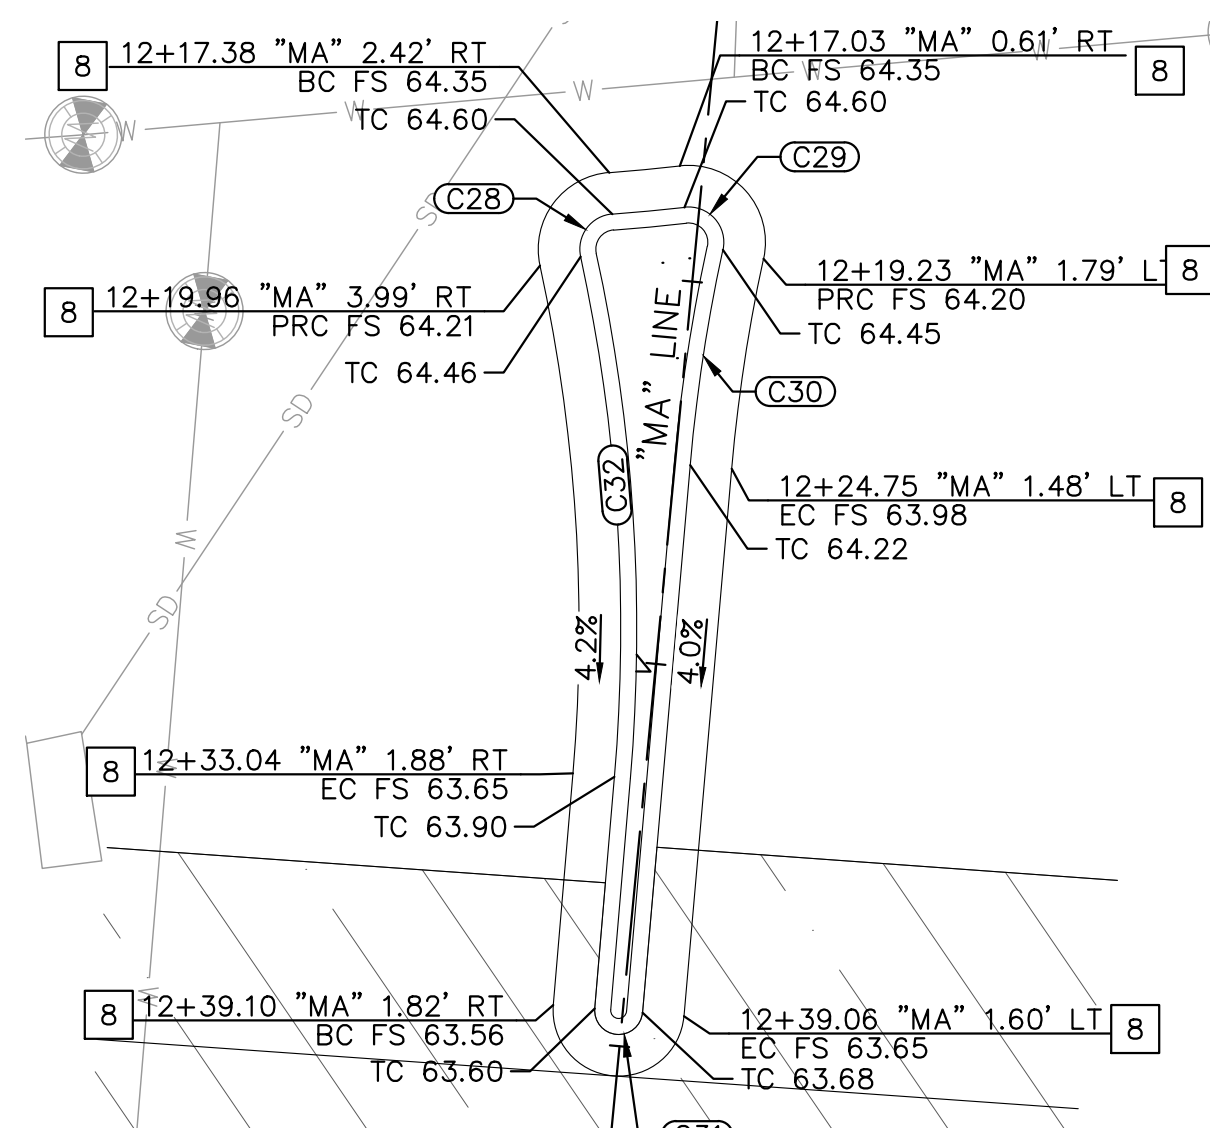 8
12+17.38 "MA" 2.42' RT
BC FS 64.35
TC 64.60
12+17.03 "MA" 0.61' RT
BC FS 64.35
TC 64.60
8
W
W
W
W
W
SD
C28
C29
8
12+19.96 "MA" 3.99' RT
PRC FS 64.21
TC 64.46
12+19.23 "MA" 1.79' L
PRC FS 64.20
TC 64.45
8
"MA" LINE
C30
SD
C32
12+24.75 "MA" 1.48' LT
EC FS 63.98
TC 64.22
8
W
SD
4.2%
4.0%
8
12+33.04 "MA" 1.88' RT
EC FS 63.65
TC 63.90
W
W
8
12+39.10 "MA" 1.82' RT
BC FS 63.56
TC 63.60
12+39.06 "MA" 1.60' LT
EC FS 63.65
TC 63.68
8